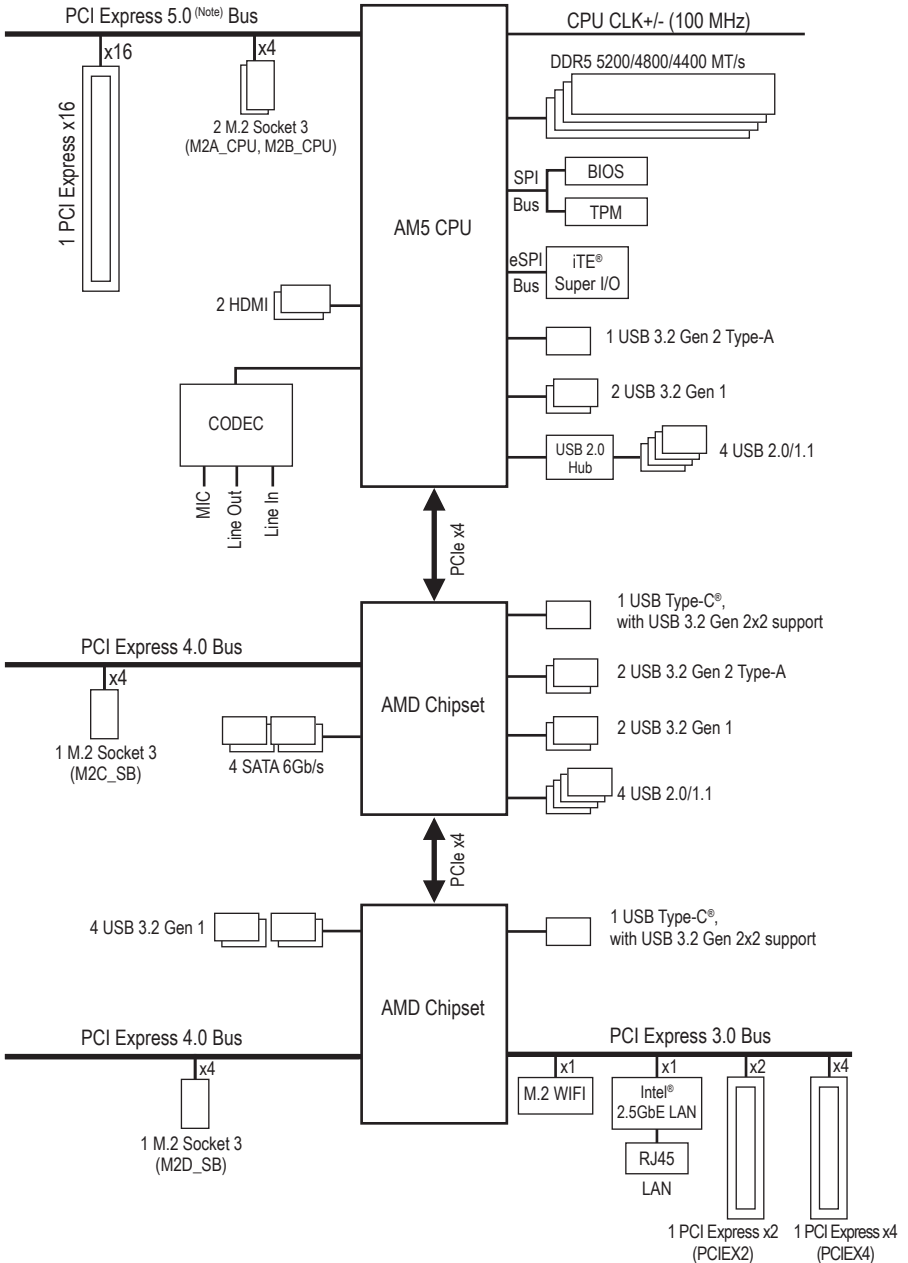 PCI Express 5.0 (Note) Bus
x16
x4
1 PCI Express x16
2 M.2 Socket 3
(M2A_CPU, M2B_CPU)
CPU CLK+/- (100 MHz)
DDR5 5200/4800/4400 MT/s
AM5 CPU
SPI
Bus
BIOS
TPM
eSPI
Bus
iTE®
Super I/O
2 HDMI
1 USB 3.2 Gen 2 Type-A
2 USB 3.2 Gen 1
CODEC
USB 2.0
Hub
4 USB 2.0/1.1
MIC
Line Out
Line In
PCIe x4
PCI Express 4.0 Bus
x4
1 M.2 Socket 3
(M2C_SB)
4 SATA 6Gb/s
AMD Chipset
1 USB Type-C®,
with USB 3.2 Gen 2x2 support
2 USB 3.2 Gen 2 Type-A
2 USB 3.2 Gen 1
4 USB 2.0/1.1
PCIe x4
4 USB 3.2 Gen 1
AMD Chipset
1 USB Type-C®,
with USB 3.2 Gen 2x2 support
PCI Express 4.0 Bus
x4
1 M.2 Socket 3
(M2D_SB)
PCI Express 3.0 Bus
x1
x1
x2
x4
M.2 WIFI
Intel®
2.5GbE LAN
RJ45
LAN
1 PCI Express x2
(PCIEX2)
1 PCI Express x4
(PCIEX4)